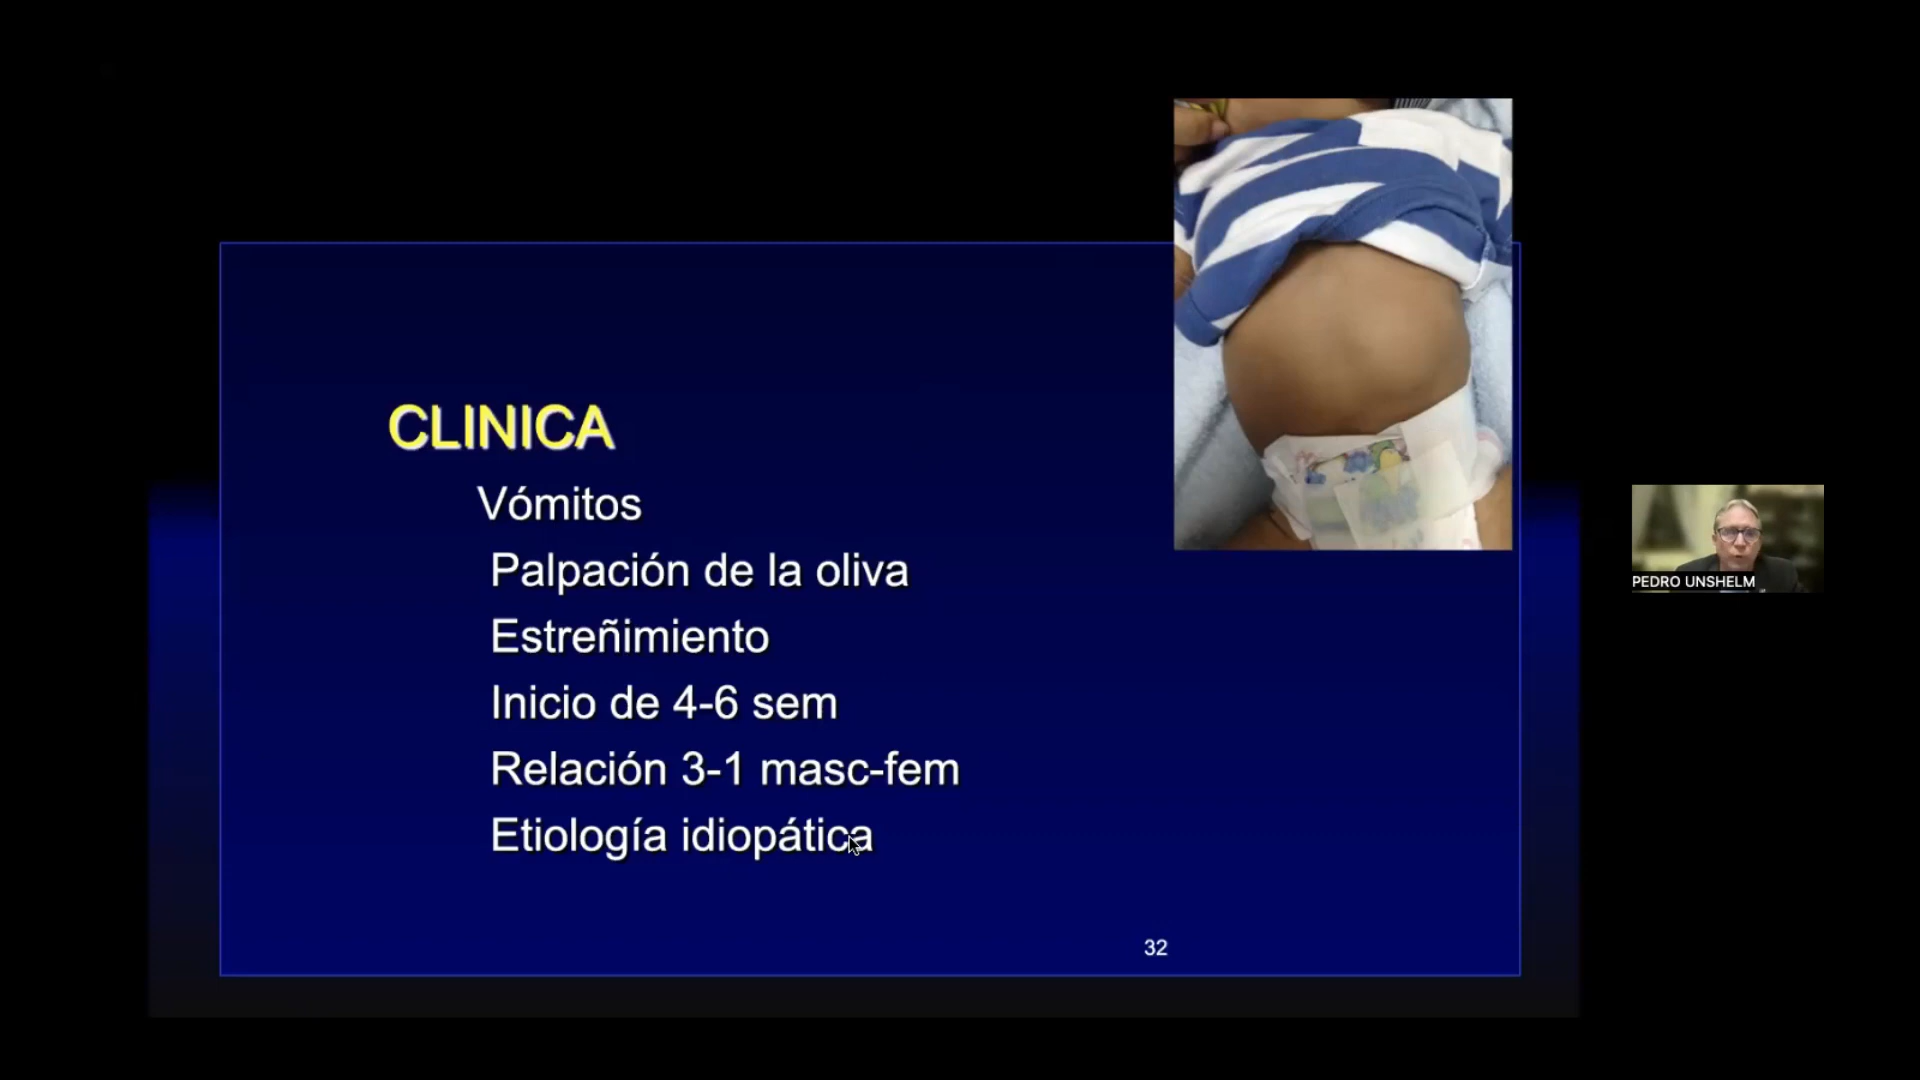 CLINICA
Vómitos
Palpación de la oliva
Estreñimiento
Inicio de 4-6 sem
Relación 3-1 masc-fem
Etiología idiopática
32
PEDRO UNSHELM